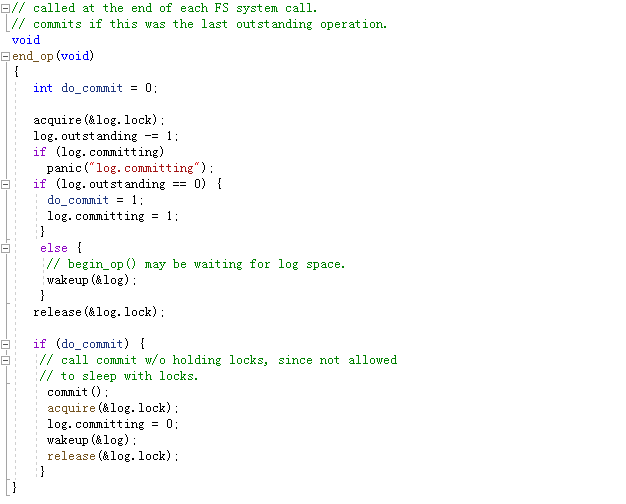 // called at the end of each FS system call.
// commits if this was the last outstanding operation.
void
end_op(void)
{
int do_commit = 0;
acquire(&log.lock);
log.outstanding -= 1;
if (log.committing)
panic("log.committing");
if (log.outstanding == 0) {
do_commit = 1;
log.committing = 1;
}
else {
// begin_op() may be waiting for log space.
wakeup(&log);
}
release(&log.lock);
if (do_commit) {
// call commit w/o holding locks, since not allowed
// to sleep with locks.
commit();
acquire(&log.lock);
log.committing = 0;
wakeup(&log);
release(&log.lock);
}
}